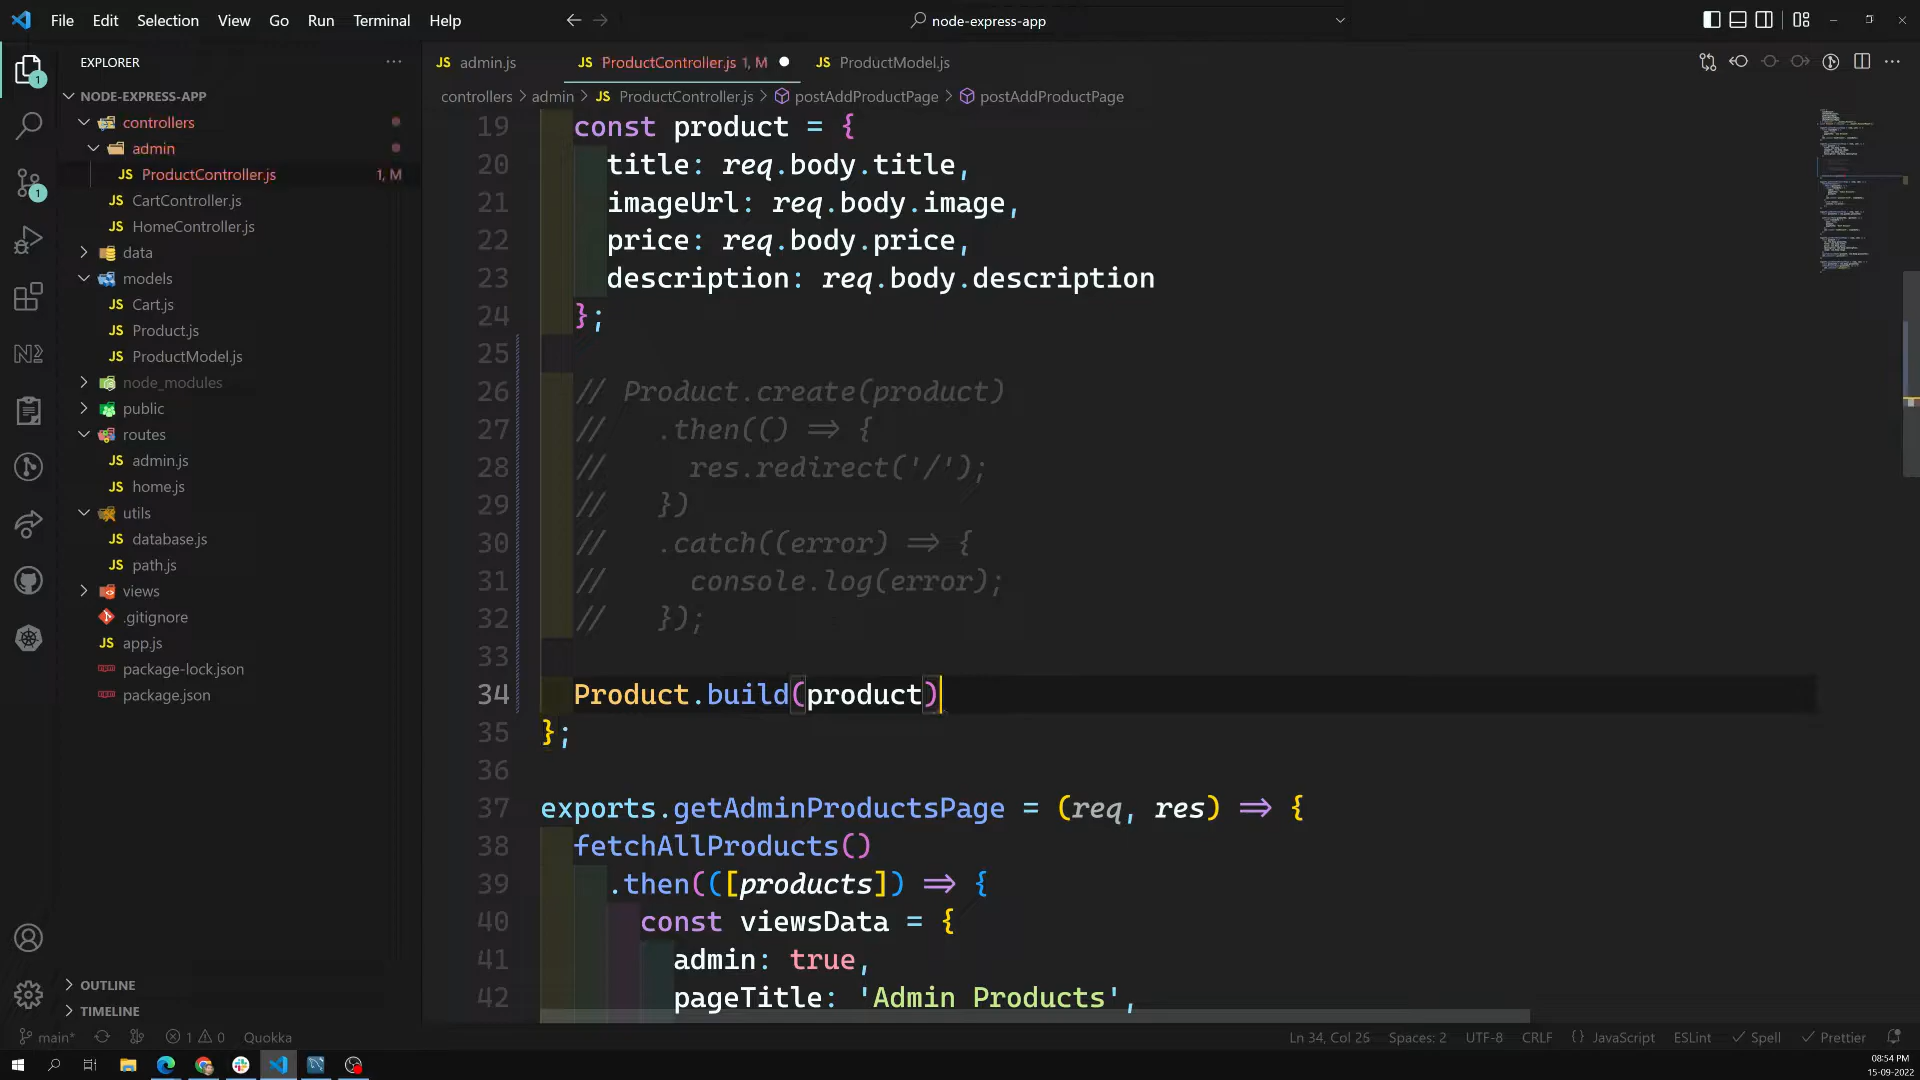 File Edit Selection View Go Run Terminal Help
node-express-app
EXPLORER
JS admin.js
JS ProductController.js 1, M
JS ProductModel.js
controllers > admin > JS ProductController.js > postAddProductPage > postAddProductPage
NODE-EXPRESS-APP
controllers
admin
JS ProductController.js 1, M
JS CartController.js
JS HomeController.js
data
models
JS Cart.js
JS Product.js
JS ProductModel.js
node_modules
public
routes
JS admin.js
JS home.js
utils
JS database.js
JS path.js
views
.gitignore
JS app.js
package-lock.json
package.json
OUTLINE
TIMELINE
1
1
19 const product = {
20 title: req.body.title,
21 imageUrl: req.body.image,
22 price: req.body.price,
23 description: req.body.description
24 };
25
26 // Product.create(product)
27 // .then(() => {
28 // res.redirect('/');
29 // })
30 // .catch((error) => {
31 // console.log(error);
32 // });
33
34 Product.build(product)
35 };
36
37 exports.getAdminProductsPage = (req, res) => {
38 fetchAllProducts()
39 .then(([products]) => {
40 const viewsData = {
41 admin: true,
42 pageTitle: 'Admin Products',
main* 1 0 Quokka Ln 34, Col 25 Spaces: 2 UTF-8 CRLF {} JavaScript ESLint Spell Prettier
08:54 PM
15-09-2022